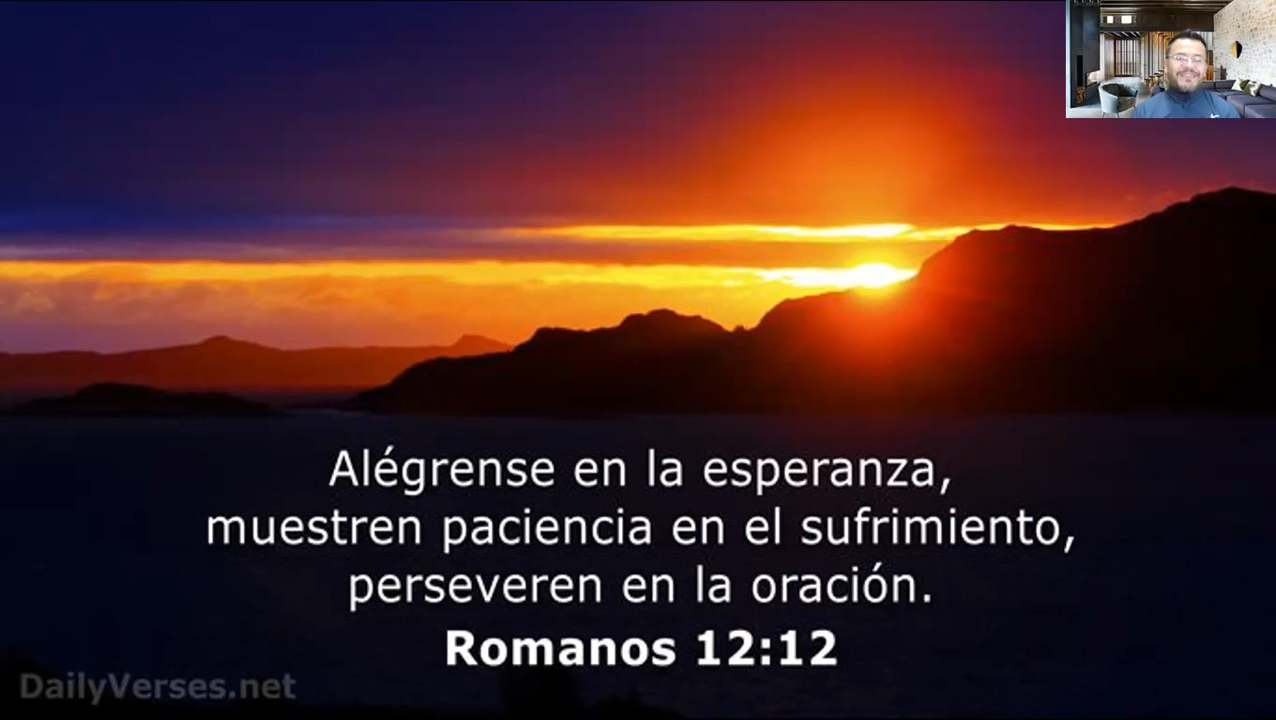 Alégrense en la esperanza,
muestren paciencia en el sufrimiento,
perseveren en la oración.
Romanos 12:12
DailyVerses.net